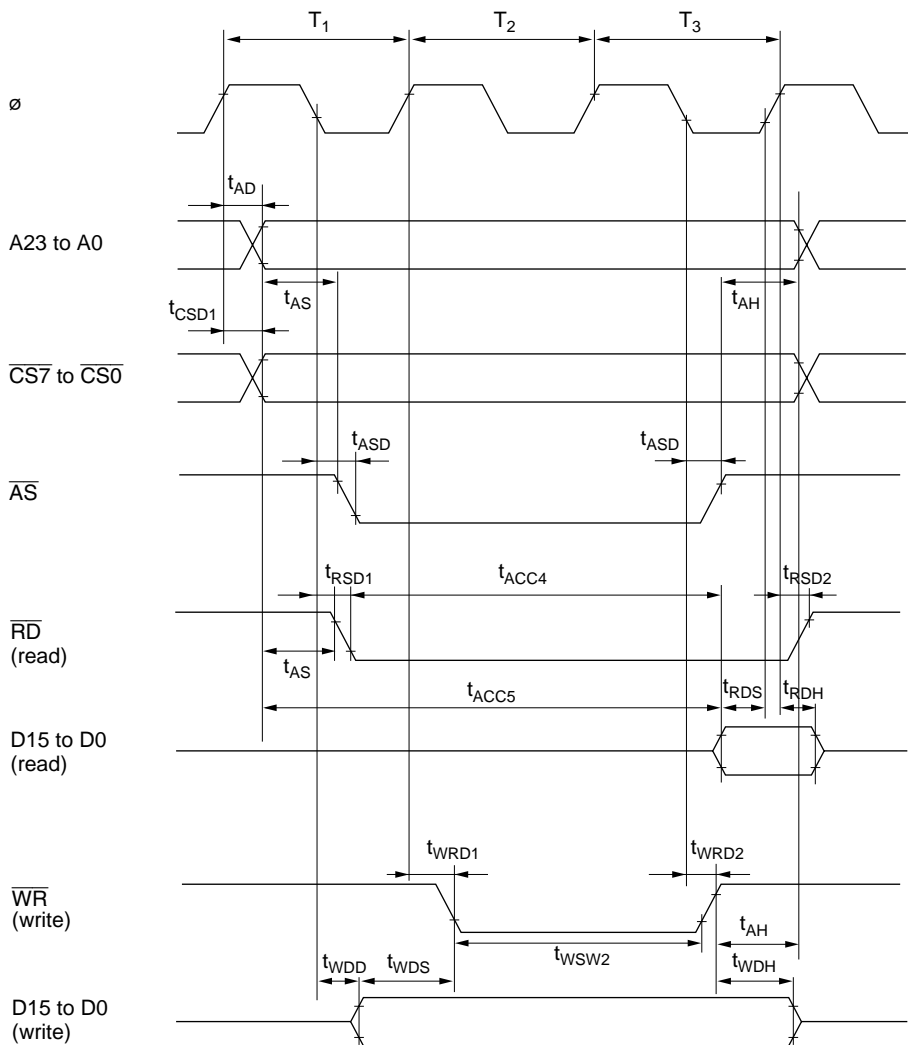 T1 T2 T3
ø
tAD
A23 to A0
tAS tAH
tCSD1
CS7 to CS0
tASD tASD
AS
tRSD1 tACC4 tRSD2
RD
(read)
tAS
tACC5 tRDS tRDH
D15 to D0
(read)
tWRD1 tWRD2
WR
(write)
tAH
tWSW2
tWDD tWDS tWDH
D15 to D0
(write)